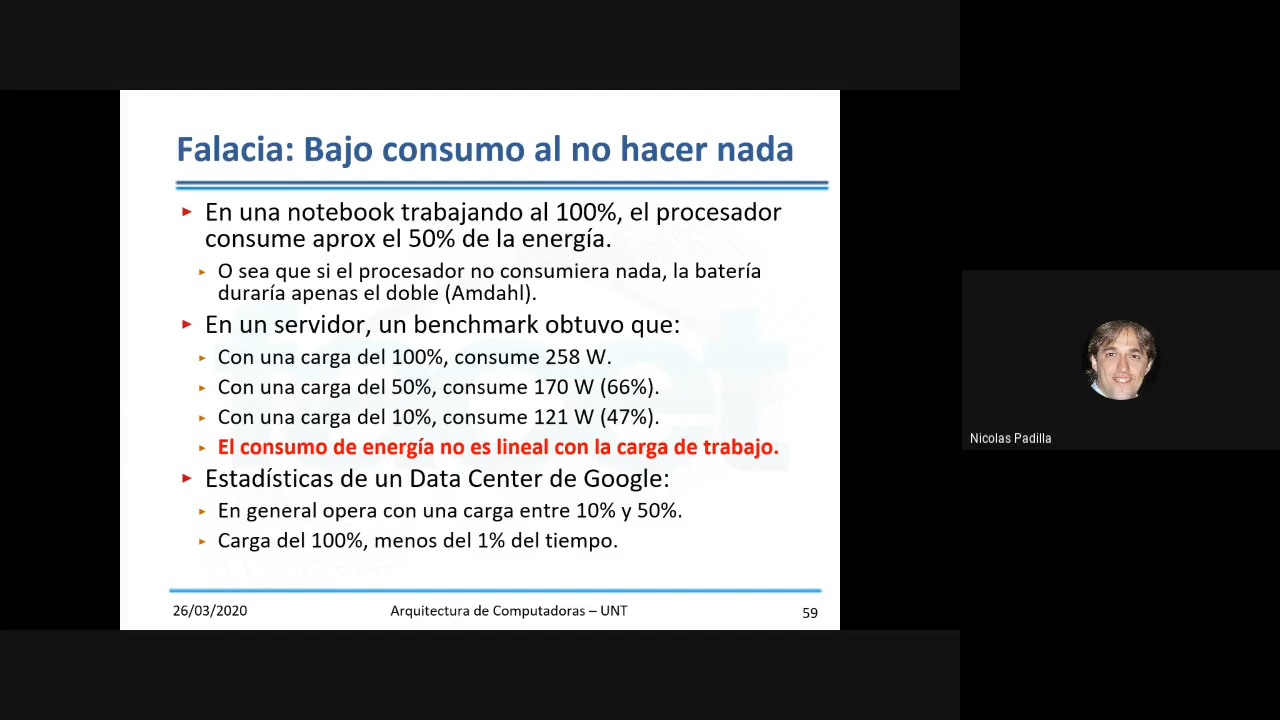 Falacia: Bajo consumo al no hacer nada
En una notebook trabajando al 100%, el procesador
consume aprox el 50% de la energía.
O sea que si el procesador no consumiera nada, la batería
duraría apenas el doble (Amdahl).
En un servidor, un benchmark obtuvo que:
Con una carga del 100%, consume 258 W.
Con una carga del 50%, consume 170 W (66%).
Con una carga del 10%, consume 121 W (47%).
El consumo de energía no es lineal con la carga de trabajo.
Estadísticas de un Data Center de Google:
En general opera con una carga entre 10% y 50%.
Carga del 100%, menos del 1% del tiempo.
26/03/2020 Arquitectura de Computadoras – UNT 59
Nicolas Padilla